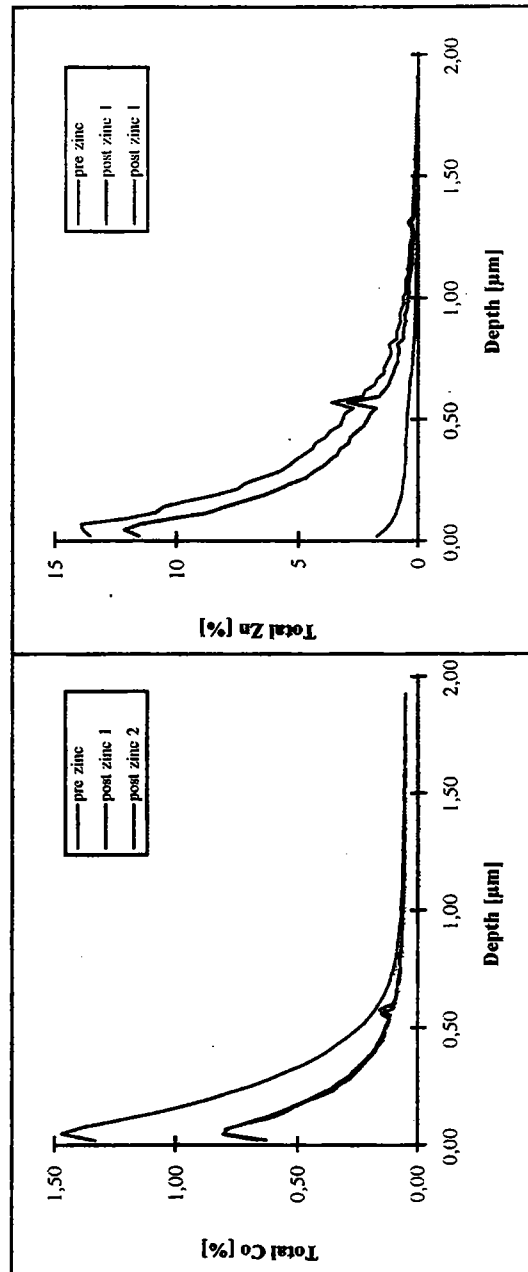 Total Co [%]
1,50
1,00
0,50
0,00
0,00
0,50
1,00
1,50
2,00
Depth [µm]
pre zinc
post zinc 1
post zinc 2
Total Zn [%]
15
10
5
0
0,00
0,50
1,00
1,50
2,00
Depth [µm]
pre zinc
post zinc 1
post zinc 1